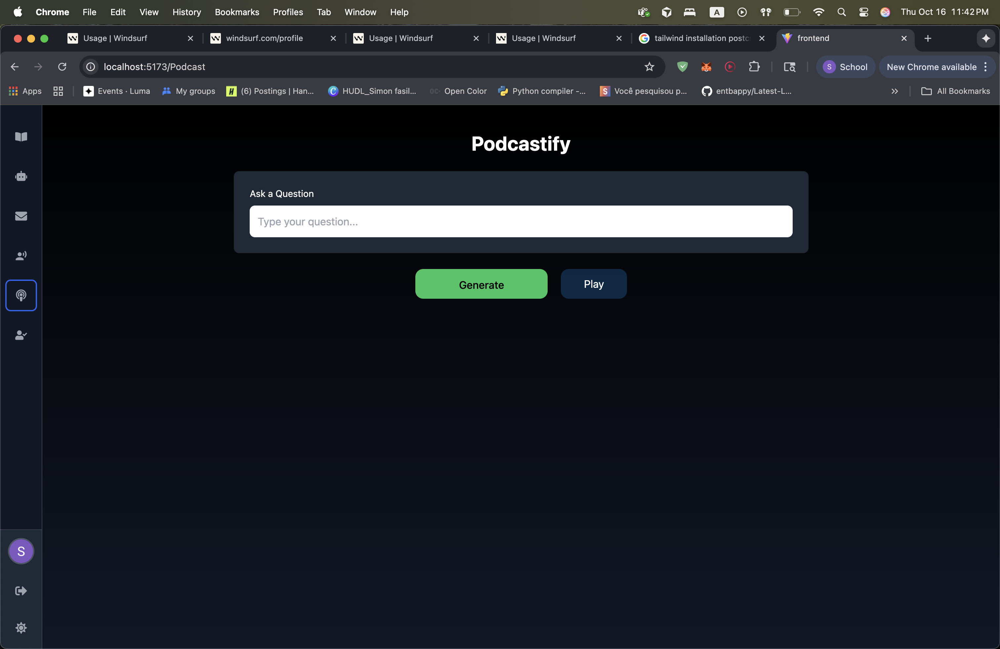 Chrome File Edit View History Bookmarks Profiles Tab Window Help A Thu Oct 16 11:42 PM
Usage | Windsurf windsurf.com/profile Usage | Windsurf Usage | Windsurf tailwind installation postc frontend
localhost:5173/Podcast S School New Chrome available
Apps Events · Luma My groups H (6) Postings | Han... C HUDL_Simon fasil... OC Open Color Python compiler -... S Você pesquisou p... entbappy/Latest-L... All Bookmarks
Podcastify
Ask a Question
Type your question...
Generate Play
S